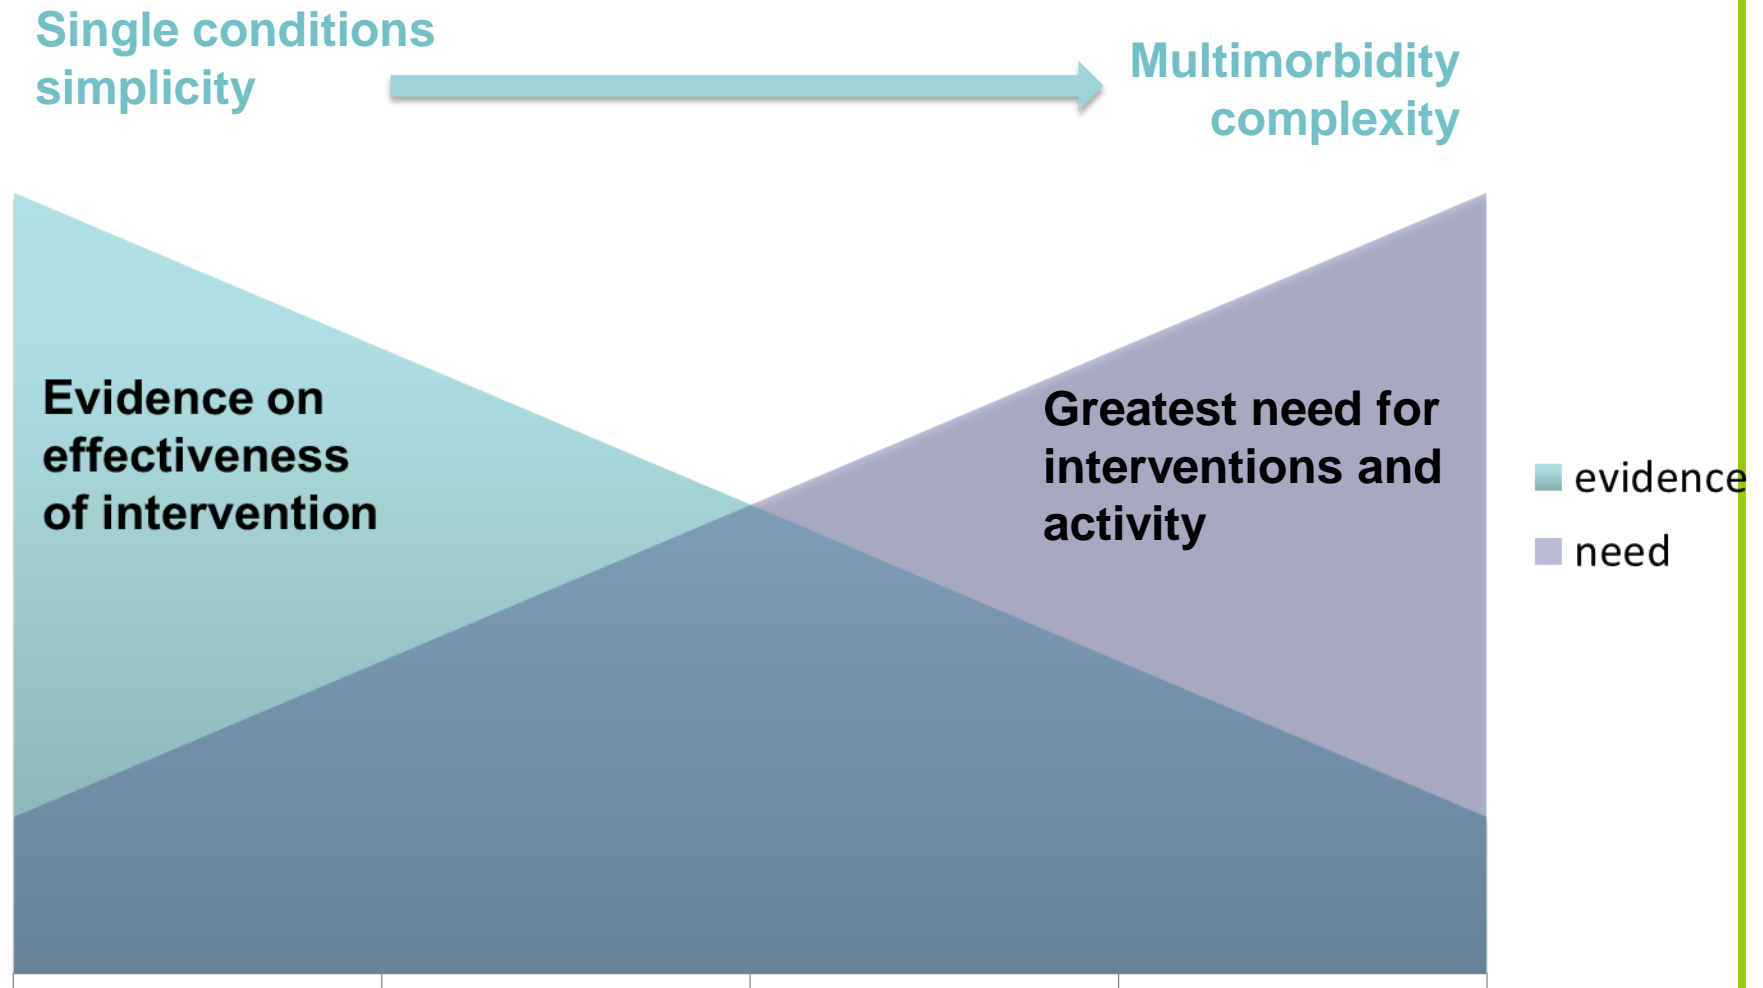 Single conditions
simplicity
Multimorbidity
complexity
Evidence on
effectiveness
of intervention
Greatest need for
interventions and
activity
evidence
need